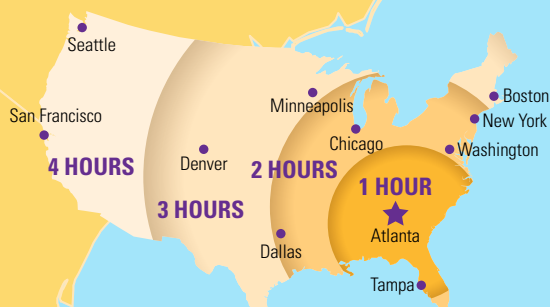 Seattle
San Francisco
4 HOURS
Denver
3 HOURS
Minneapolis
Chicago
2 HOURS
Dallas
1 HOUR
Atlanta
Tampa
Boston
New York
Washington